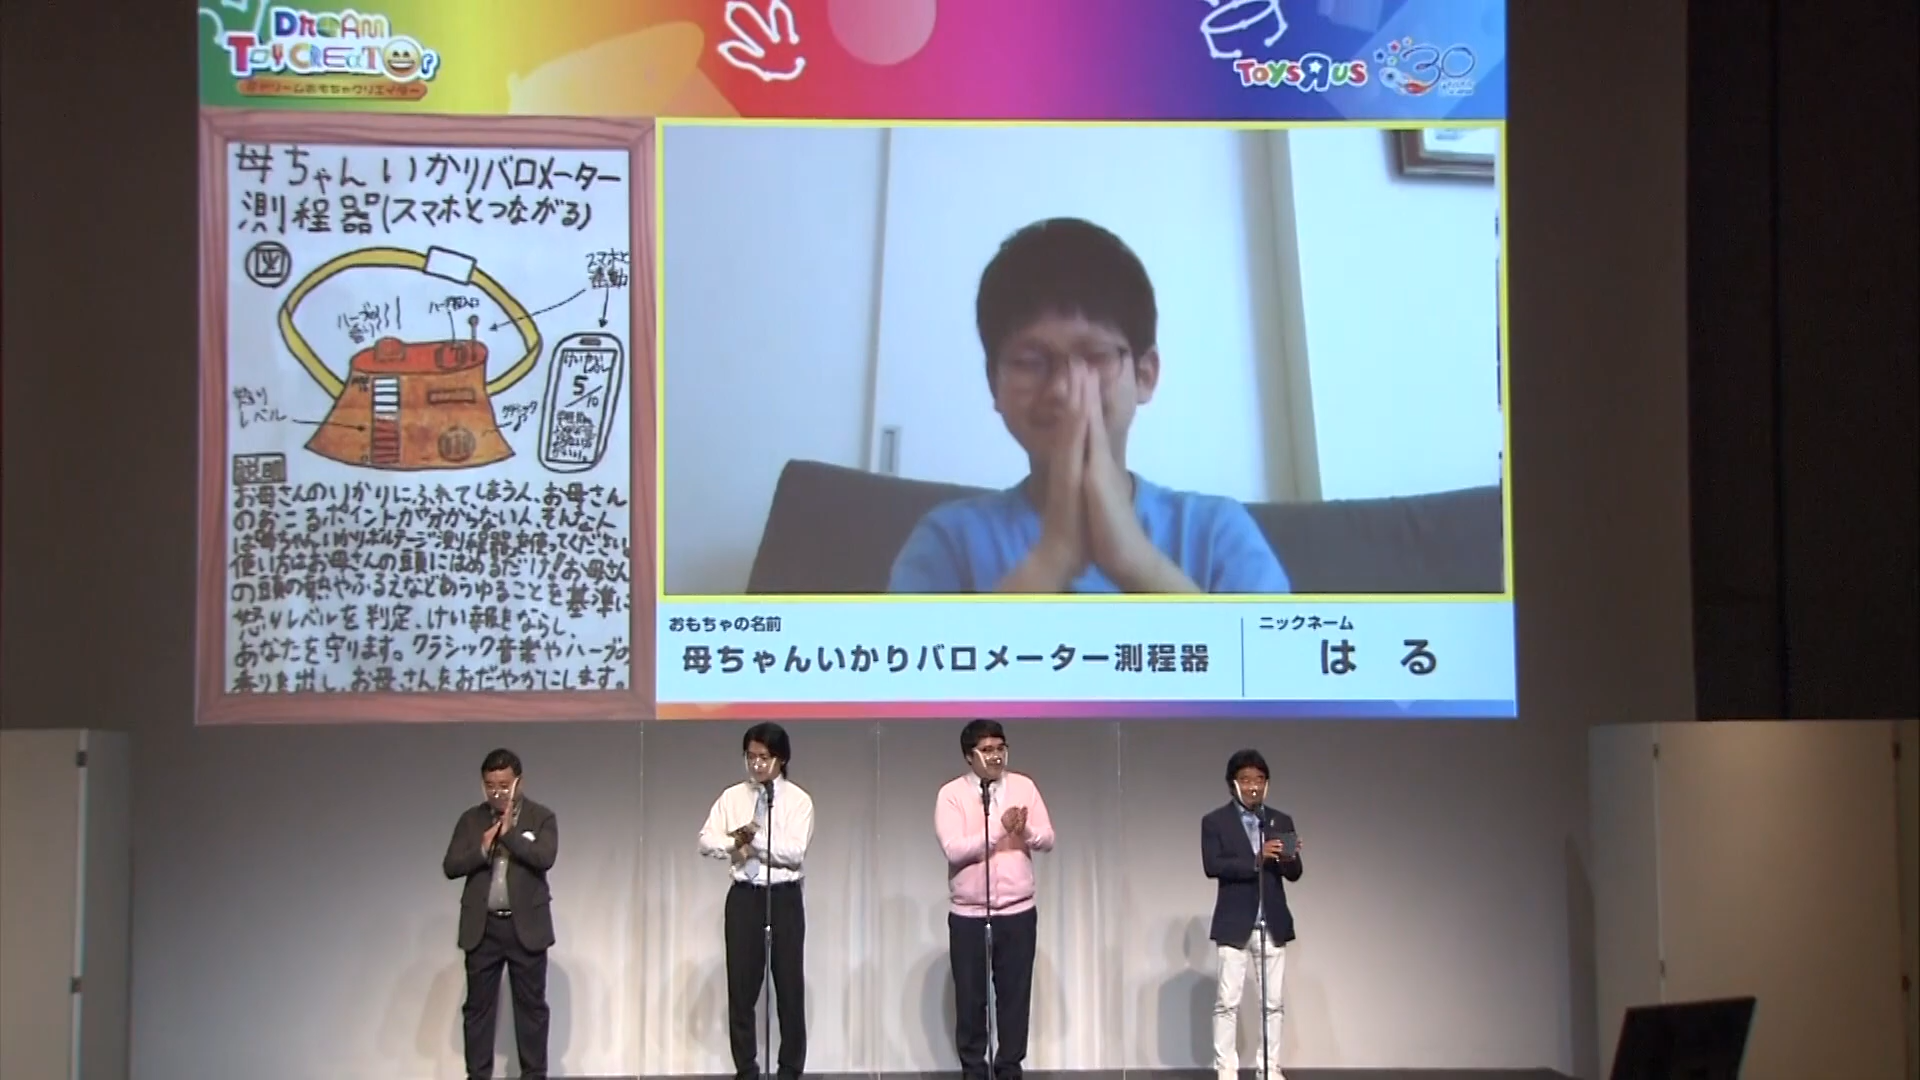 DREAM
TOY CREATOR
ドリームおもちゃクリエイター
TOYSЯUS
30
母ちゃんいかりバロメーター
測程器(スマホとつながる)
図
スマホと
連動
ハーブの
香り
怒り
レベル
クラシック
5/10
説明
お母さんのいかりにふれてしまう人、お母さん
のおこるポイントが分からない人、そんな人
は母ちゃんいかりボルテージ測程器を使ってください。
使い方はお母さんの頭にはめるだけ!お母さん
の頭の熱やふるえなどあらゆることを基準に
怒りレベルを判定、けい報をならし、
あなたを守ります。クラシック音楽やハーブの
香りを出し、お母さんをおだやかにします。
おもちゃの名前
母ちゃんいかりバロメーター測程器
ニックネーム
はる